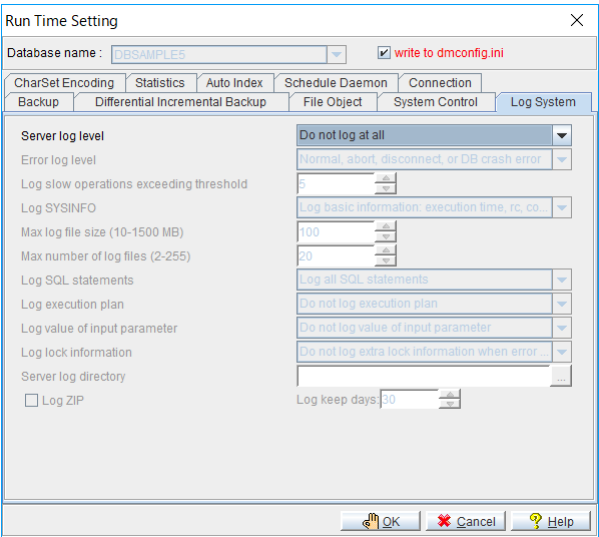 Run Time Setting
Database name : DBSAMPLE5 write to dmconfig.ini
CharSet Encoding Statistics Auto Index Schedule Daemon Connection
Backup Differential Incremental Backup File Object System Control Log System
Server log level Do not log at all
Error log level Normal, abort, disconnect, or DB crash error
Log slow operations exceeding threshold 5
Log SYSINFO Log basic information: execution time, rc, co...
Max log file size (10-1500 MB) 100
Max number of log files (2-255) 20
Log SQL statements Log all SQL statements
Log execution plan Do not log execution plan
Log value of input parameter Do not log value of input parameter
Log lock information Do not log extra lock information when error ...
Server log directory ...
Log ZIP Log keep days: 30
OK Cancel Help